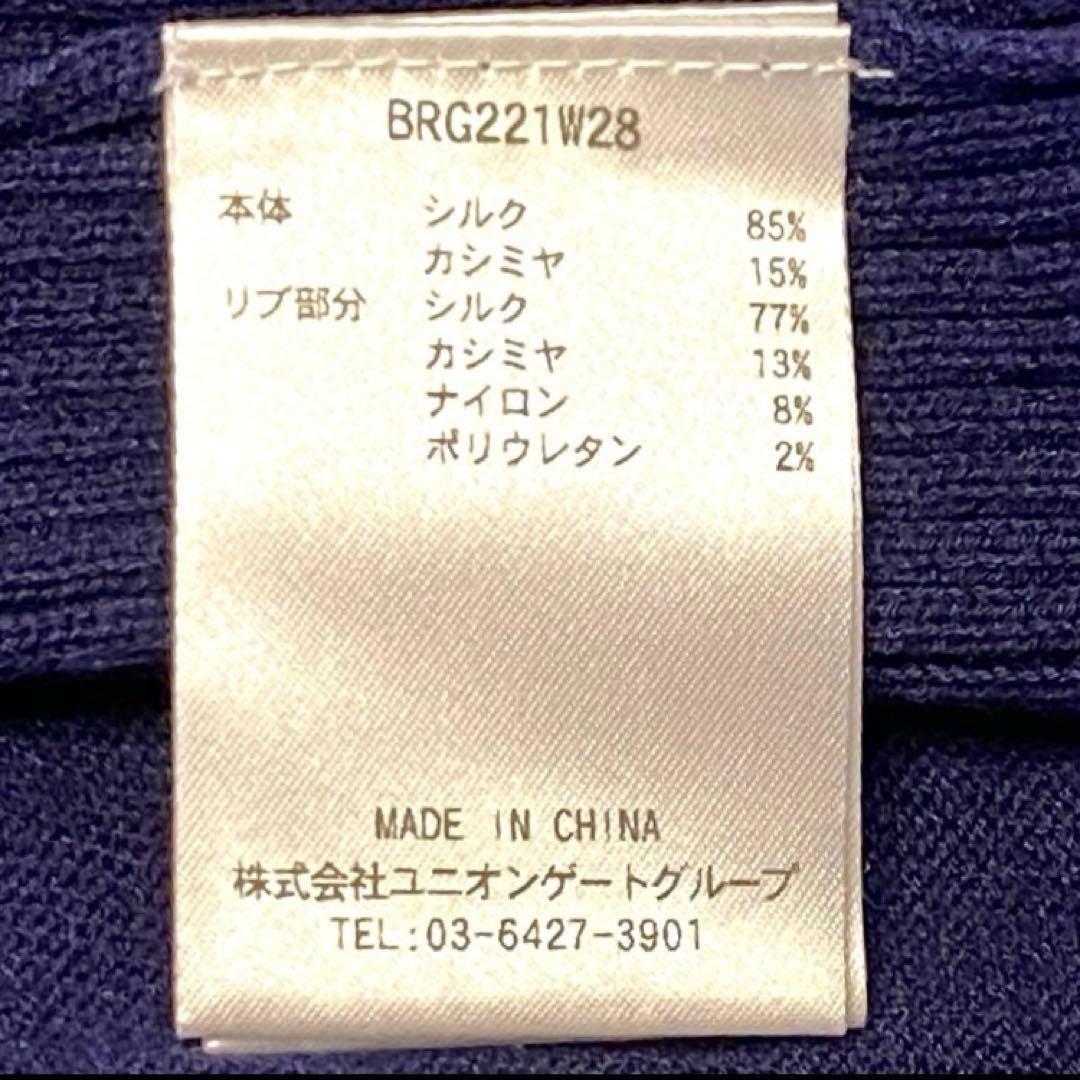 BRG221W28
本体 シルク 85%
カシミヤ 15%
リブ部分 シルク 77%
カシミヤ 13%
ナイロン 8%
ポリウレタン 2%
MADE IN CHINA
株式会社ユニオンゲートグループ
TEL:03-6427-3901